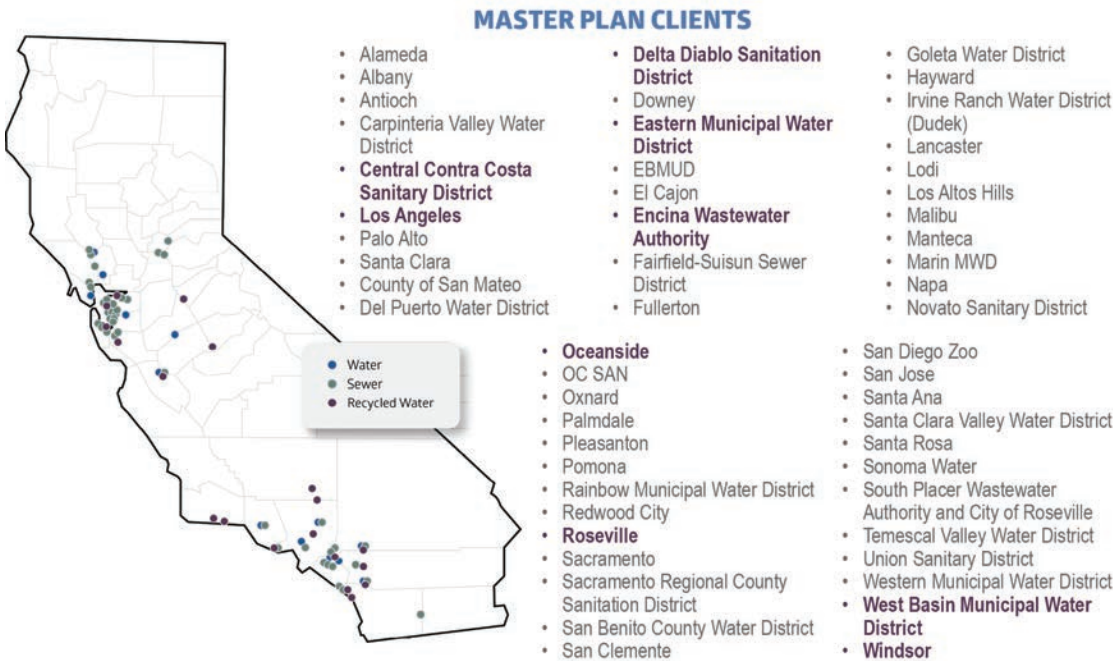 MASTER PLAN CLIENTS
• Alameda
• Albany
• Antioch
• Carpinteria Valley Water
District
• Central Contra Costa
Sanitary District
• Los Angeles
• Palo Alto
• Santa Clara
• County of San Mateo
• Del Puerto Water District
• Delta Diablo Sanitation
District
• Downey
• Eastern Municipal Water
District
• EBMUD
• El Cajon
• Encina Wastewater
Authority
• Fairfield-Suisun Sewer
District
• Fullerton
• Goleta Water District
• Hayward
• Irvine Ranch Water District
(Dudek)
• Lancaster
• Lodi
• Los Altos Hills
• Malibu
• Manteca
• Marin MWD
• Napa
• Novato Sanitary District
Water
Sewer
Recycled Water
• Oceanside
• OC SAN
• Oxnard
• Palmdale
• Pleasanton
• Pomona
• Rainbow Municipal Water District
• Redwood City
• Roseville
• Sacramento
• Sacramento Regional County
Sanitation District
• San Benito County Water District
• San Clemente
• San Diego Zoo
• San Jose
• Santa Ana
• Santa Clara Valley Water District
• Santa Rosa
• Sonoma Water
• South Placer Wastewater
Authority and City of Roseville
• Temescal Valley Water District
• Union Sanitary District
• Western Municipal Water District
• West Basin Municipal Water
District
• Windsor